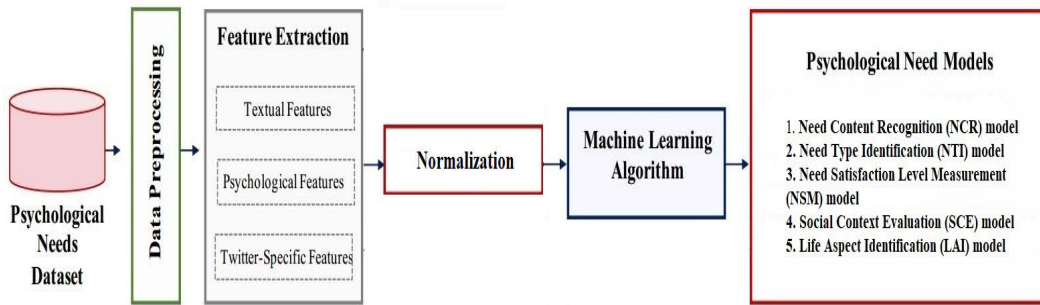 Psychological
Needs
Dataset
Data Preprocessing
Feature Extraction
Textual Features
Psychological Features
Twitter-Specific Features
Normalization
Machine Learning
Algorithm
Psychological Need Models
1. Need Content Recognition (NCR) model
2. Need Type Identification (NTI) model
3. Need Satisfaction Level Measurement
(NSM) model
4. Social Context Evaluation (SCE) model
5. Life Aspect Identification (LAI) model